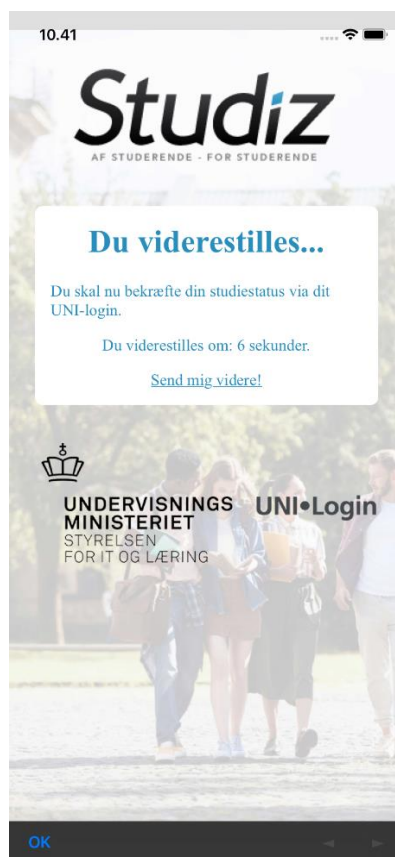 10.41
Studiz
AF STUDERENDE - FOR STUDERENDE
Du viderestilles...
Du skal nu bekræfte din studiestatus via dit
UNI-login.
Du viderestilles om: 6 sekunder.
Send mig videre!
UNDERVISNINGS
MINISTERIET
STYRELSEN
FOR IT OG LÆRING
UNI•Login
OK